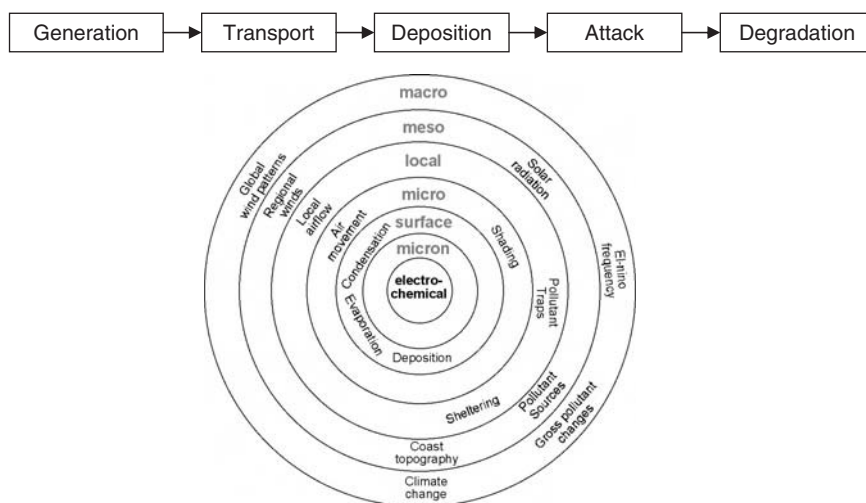 Generation
Transport
Deposition
Attack
Degradation
macro
meso
local
micro
surface
micron
electro-
chemical
Global
wind patterns
Regional
winds
Local
airflow
Air
movement
Condensation
Evaporation
Deposition
Shading
Solar
radiation
El-nino
frequency
Pollutant
Traps
Sheltering
Pollutant
Sources
Gross pollutant
changes
Coast
topography
Climate
change